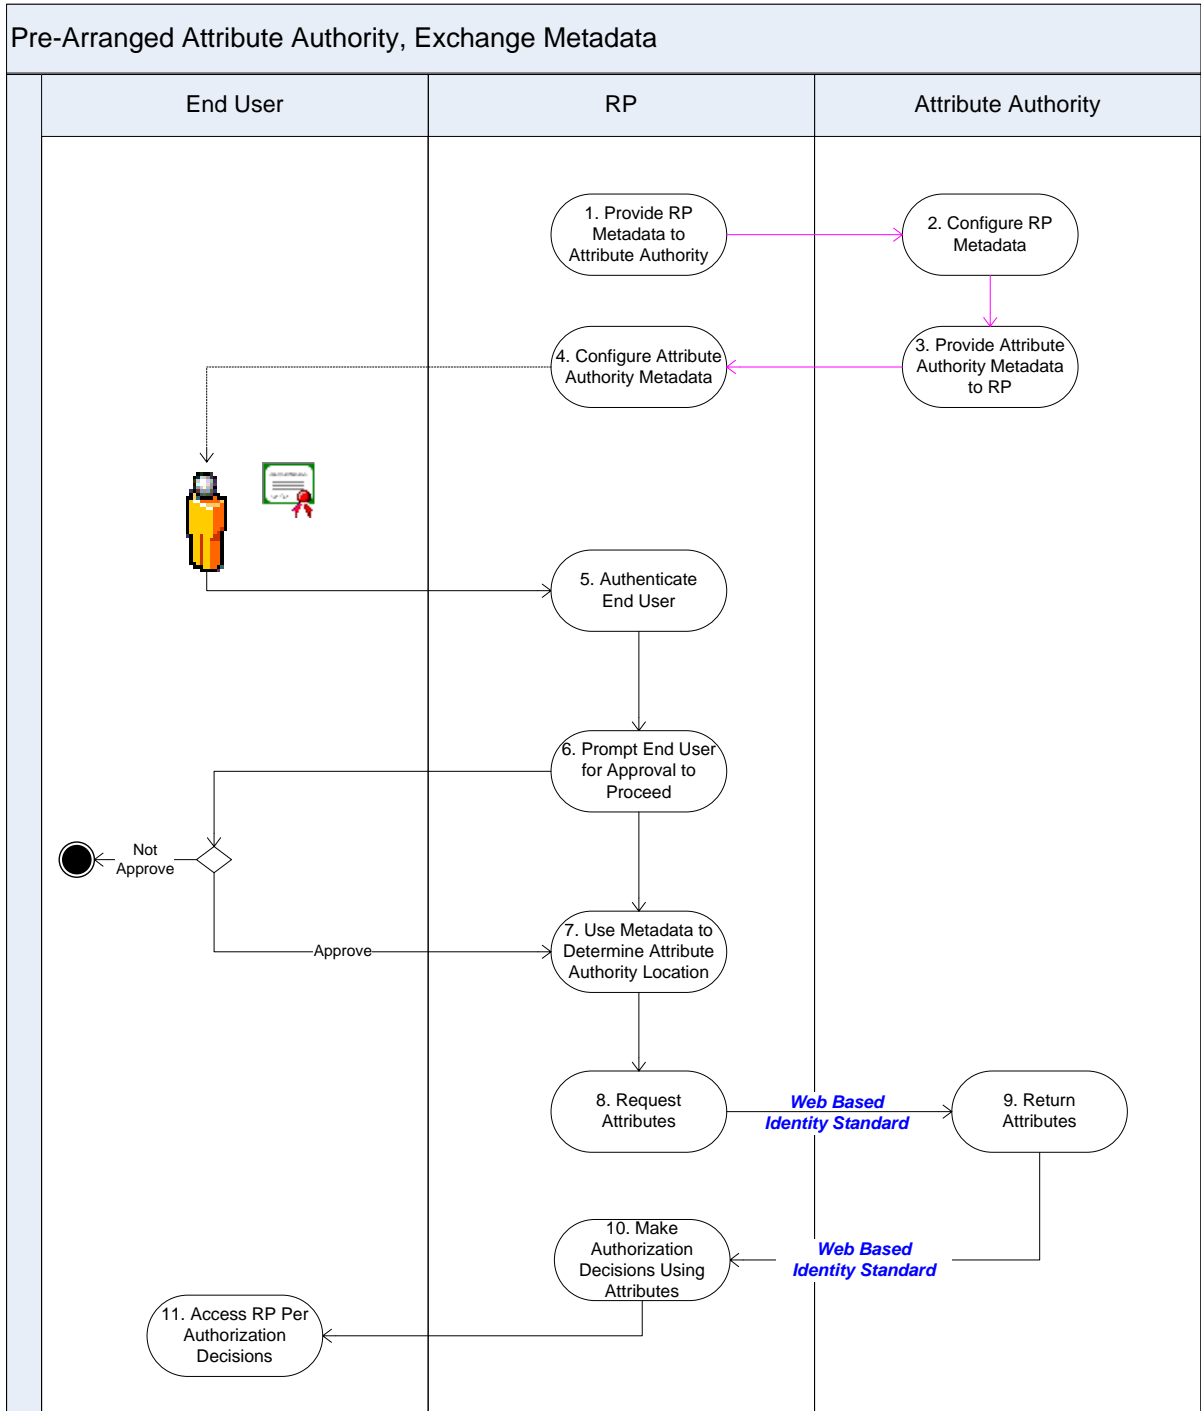 Pre-Arranged Attribute Authority, Exchange Metadata
End User
RP
Attribute Authority
1. Provide RP
Metadata to
Attribute Authority
2. Configure RP
Metadata
3. Provide Attribute
Authority Metadata
to RP
4. Configure Attribute
Authority Metadata
5. Authenticate
End User
6. Prompt End User
for Approval to
Proceed
Not
Approve
7. Use Metadata to
Determine Attribute
Authority Location
Approve
8. Request
Attributes
Web Based
Identity Standard
9. Return
Attributes
10. Make
Authorization
Decisions Using
Attributes
Web Based
Identity Standard
11. Access RP Per
Authorization
Decisions